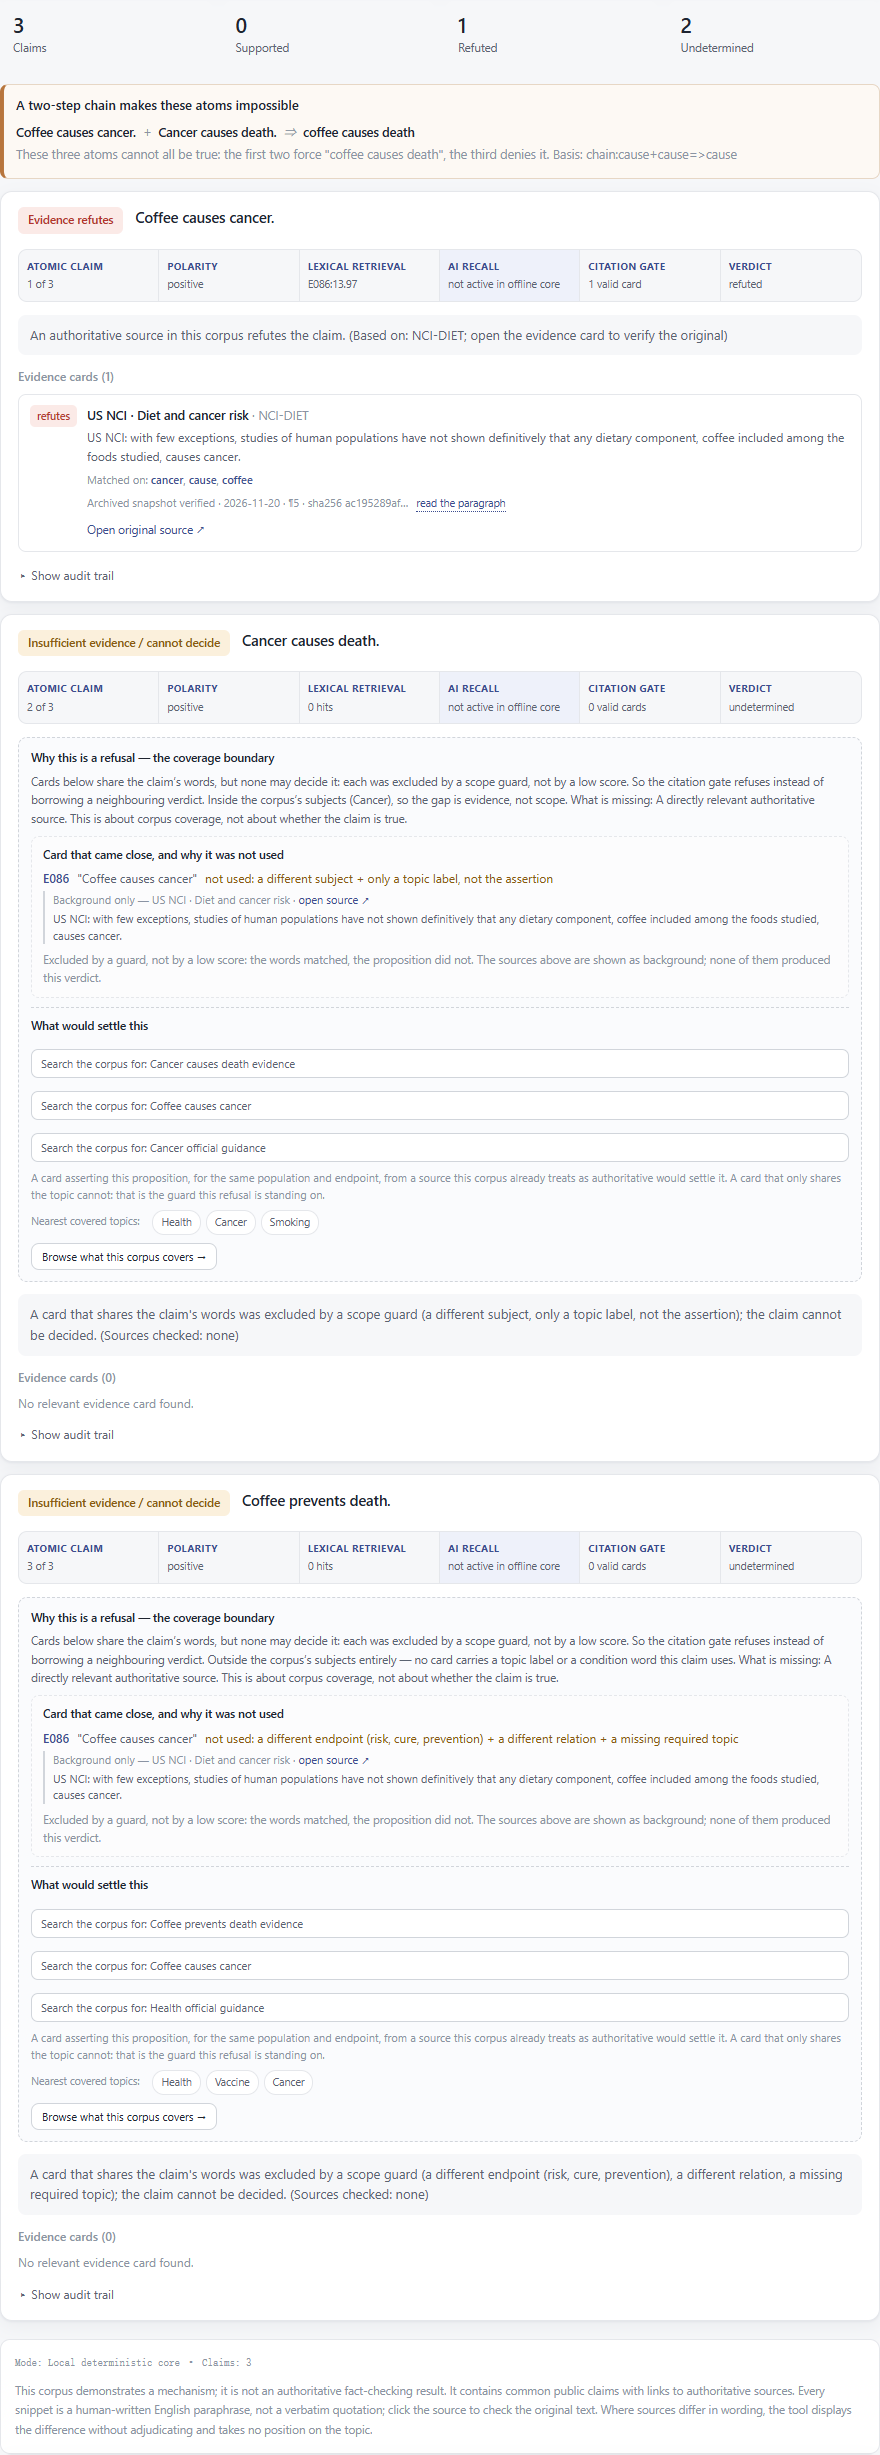 3
Claims
0
Supported
1
Refuted
2
Undetermined
A two-step chain makes these atoms impossible
Coffee causes cancer. + Cancer causes death. ⇒ coffee causes death
These three atoms cannot all be true: the first two force "coffee causes death", the third denies it. Basis: chain:cause+cause=>cause
Evidence refutes Coffee causes cancer.
ATOMIC CLAIM POLARITY LEXICAL RETRIEVAL AI RECALL CITATION GATE VERDICT
1 of 3 positive E086:13.97 not active in offline core 1 valid card refuted
An authoritative source in this corpus refutes the claim. (Based on: NCI-DIET; open the evidence card to verify the original)
Evidence cards (1)
refutes US NCI · Diet and cancer risk · NCI-DIET
US NCI: with few exceptions, studies of human populations have not shown definitively that any dietary component, coffee included among the
foods studied, causes cancer.
Matched on: cancer, cause, coffee
Archived snapshot verified · 2026-11-20 · ¶5 · sha256 ac195289af… read the paragraph
Open original source ↗
▸ Show audit trail
Insufficient evidence / cannot decide Cancer causes death.
ATOMIC CLAIM POLARITY LEXICAL RETRIEVAL AI RECALL CITATION GATE VERDICT
2 of 3 positive 0 hits not active in offline core 0 valid cards undetermined
Why this is a refusal — the coverage boundary
Cards below share the claim’s words, but none may decide it: each was excluded by a scope guard, not by a low score. So the citation gate refuses instead of
borrowing a neighbouring verdict. Inside the corpus’s subjects (Cancer), so the gap is evidence, not scope. What is missing: A directly relevant authoritative
source. This is about corpus coverage, not about whether the claim is true.
Card that came close, and why it was not used
E086 "Coffee causes cancer" not used: a different subject + only a topic label, not the assertion
Background only — US NCI · Diet and cancer risk · open source ↗
US NCI: with few exceptions, studies of human populations have not shown definitively that any dietary component, coffee included among the foods studied,
causes cancer.
Excluded by a guard, not by a low score: the words matched, the proposition did not. The sources above are shown as background; none of them produced
this verdict.
What would settle this
Search the corpus for: Cancer causes death evidence
Search the corpus for: Coffee causes cancer
Search the corpus for: Cancer official guidance
A card asserting this proposition, for the same population and endpoint, from a source this corpus already treats as authoritative would settle it. A card that only shares
the topic cannot: that is the guard this refusal is standing on.
Nearest covered topics: Health Cancer Smoking
Browse what this corpus covers →
A card that shares the claim's words was excluded by a scope guard (a different subject, only a topic label, not the assertion); the claim cannot
be decided. (Sources checked: none)
Evidence cards (0)
No relevant evidence card found.
▸ Show audit trail
Insufficient evidence / cannot decide Coffee prevents death.
ATOMIC CLAIM POLARITY LEXICAL RETRIEVAL AI RECALL CITATION GATE VERDICT
3 of 3 positive 0 hits not active in offline core 0 valid cards undetermined
Why this is a refusal — the coverage boundary
Cards below share the claim’s words, but none may decide it: each was excluded by a scope guard, not by a low score. So the citation gate refuses instead of
borrowing a neighbouring verdict. Outside the corpus’s subjects entirely — no card carries a topic label or a condition word this claim uses. What is missing: A
directly relevant authoritative source. This is about corpus coverage, not about whether the claim is true.
Card that came close, and why it was not used
E086 "Coffee causes cancer" not used: a different endpoint (risk, cure, prevention) + a different relation + a missing required topic
Background only — US NCI · Diet and cancer risk · open source ↗
US NCI: with few exceptions, studies of human populations have not shown definitively that any dietary component, coffee included among the foods studied,
causes cancer.
Excluded by a guard, not by a low score: the words matched, the proposition did not. The sources above are shown as background; none of them produced
this verdict.
What would settle this
Search the corpus for: Coffee prevents death evidence
Search the corpus for: Coffee causes cancer
Search the corpus for: Health official guidance
A card asserting this proposition, for the same population and endpoint, from a source this corpus already treats as authoritative would settle it. A card that only shares
the topic cannot: that is the guard this refusal is standing on.
Nearest covered topics: Health Vaccine Cancer
Browse what this corpus covers →
A card that shares the claim's words was excluded by a scope guard (a different endpoint (risk, cure, prevention), a different relation, a missing
required topic); the claim cannot be decided. (Sources checked: none)
Evidence cards (0)
No relevant evidence card found.
▸ Show audit trail
Mode: Local deterministic core • Claims: 3
This corpus demonstrates a mechanism; it is not an authoritative fact-checking result. It contains common public claims with links to authoritative sources. Every
snippet is a human-written English paraphrase, not a verbatim quotation; click the source to check the original text. Where sources differ in wording, the tool displays
the difference without adjudicating and takes no position on the topic.